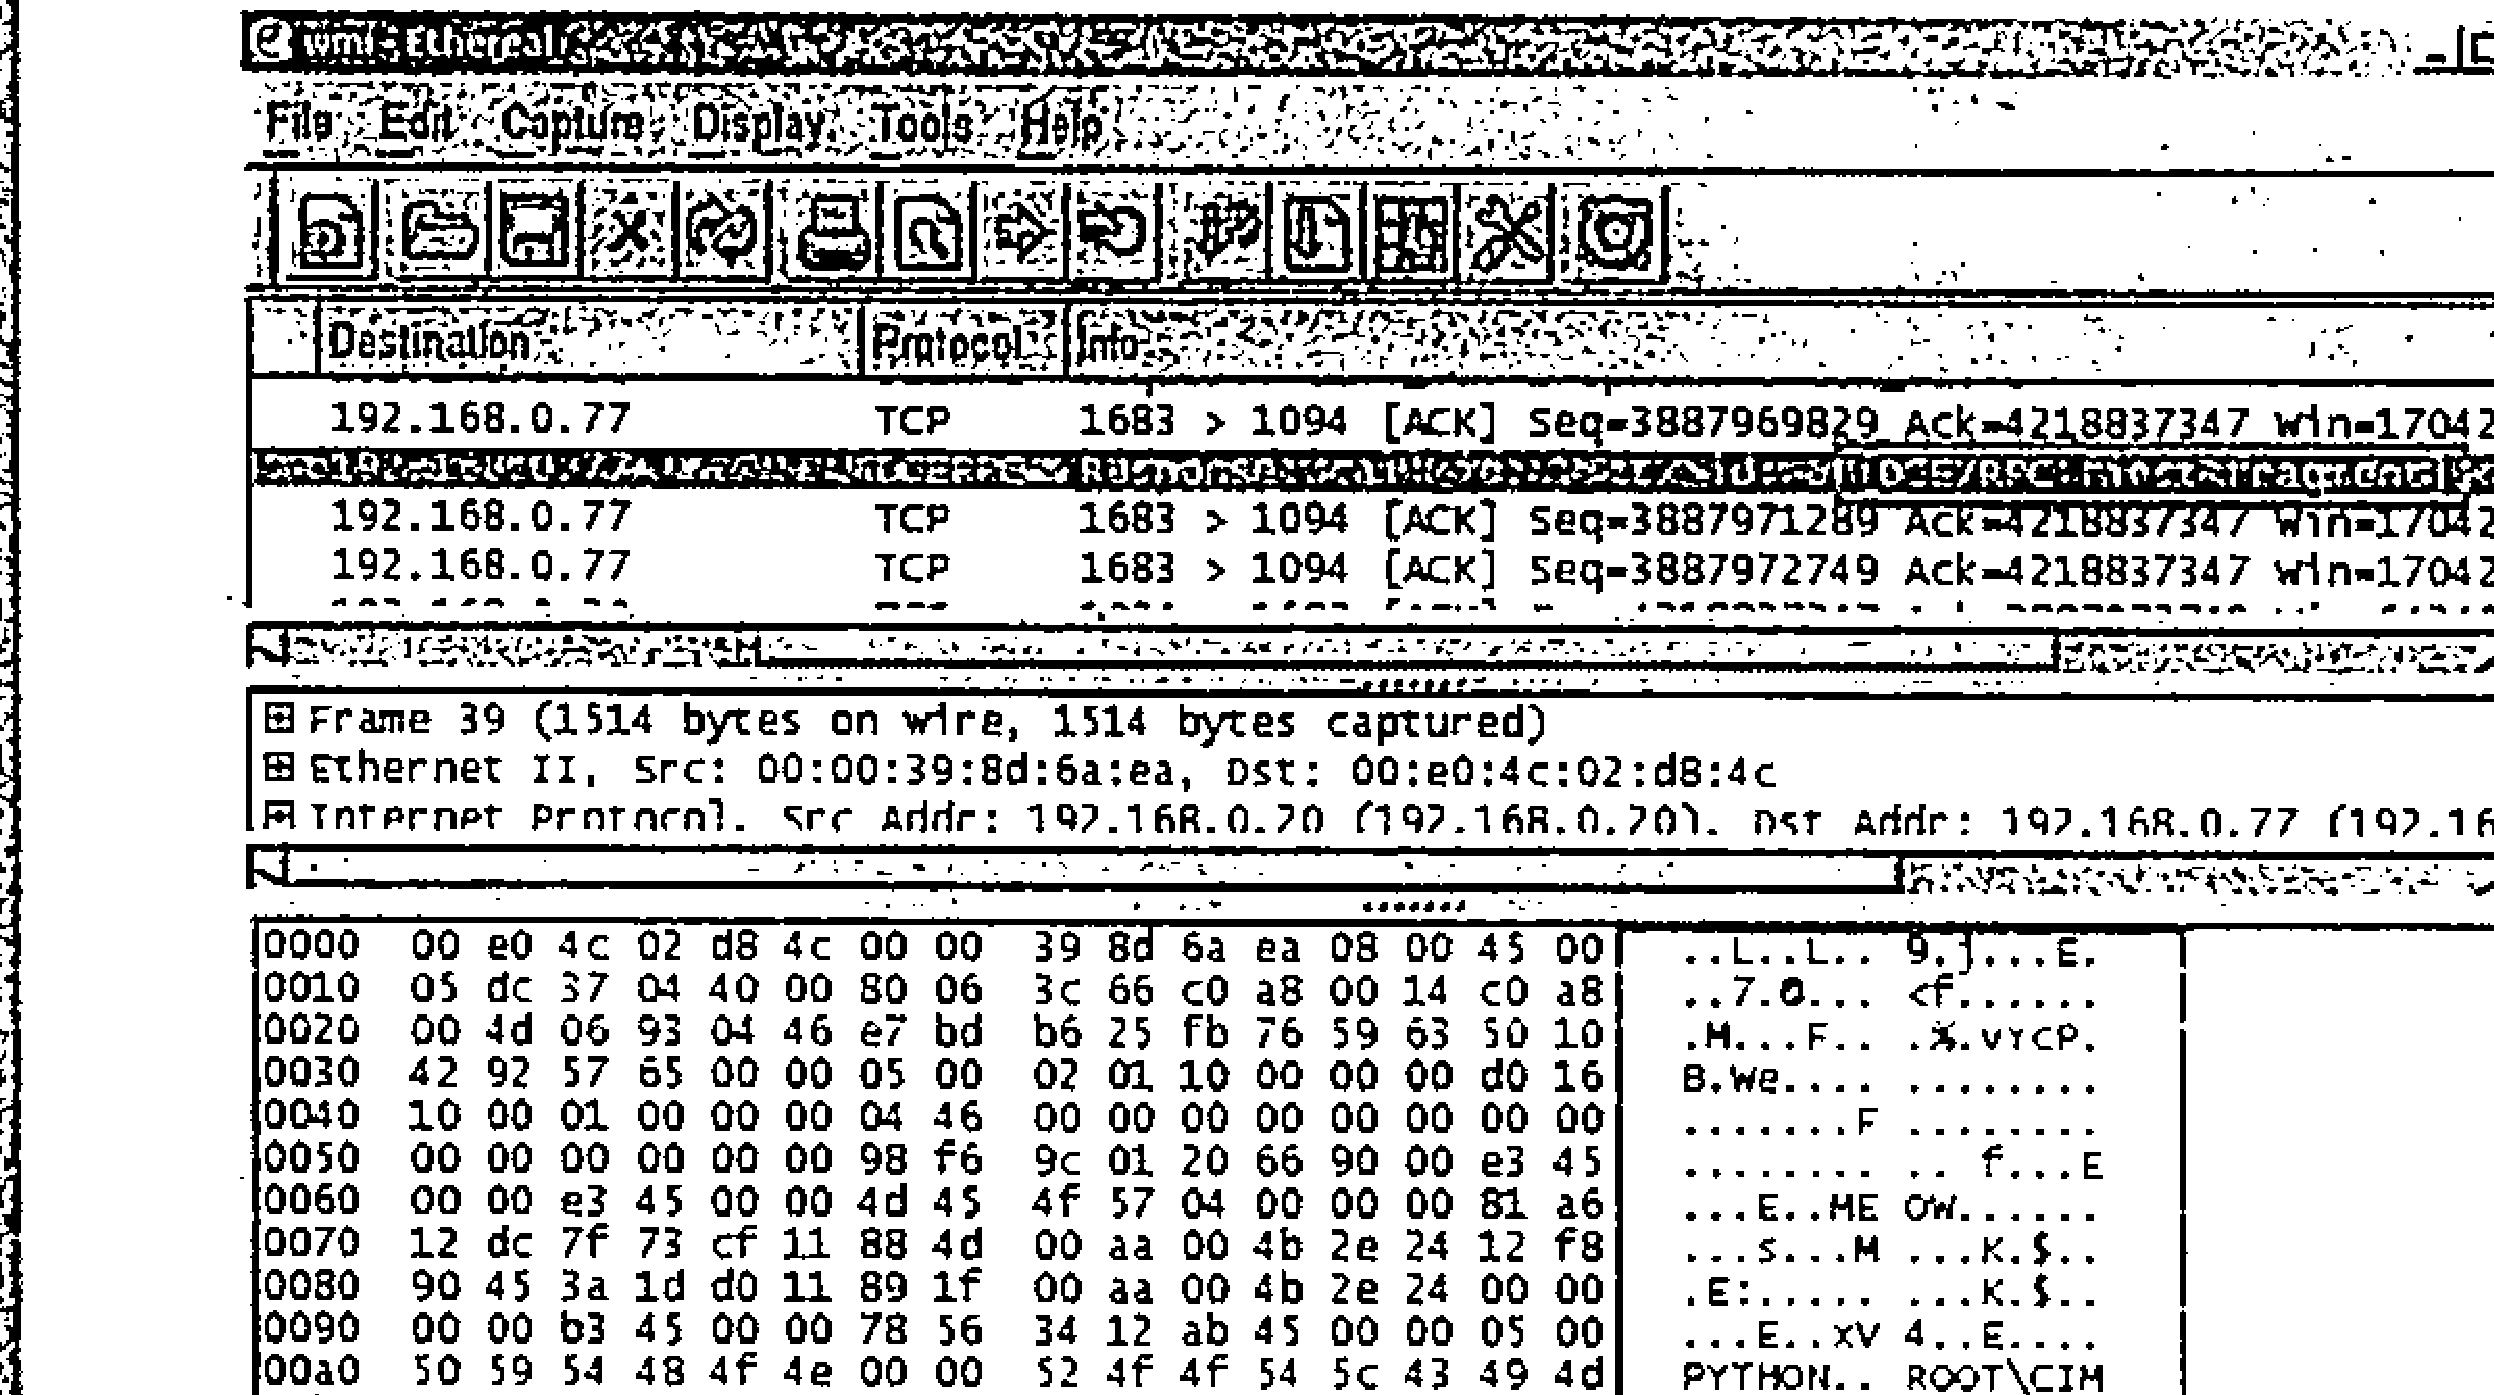 wmi - Ethereal
File Edit Capture Display Tools Help
Destination Protocol Info
192.168.0.77 TCP 1683 > 1094 [ACK] Seq=3887969829 Ack=4218837347 Win=17042
[DCE/RPC first fragment]
192.168.0.77 TCP 1683 > 1094 [ACK] Seq=3887971289 Ack=4218837347 Win=17042
192.168.0.77 TCP 1683 > 1094 [ACK] Seq=3887972749 Ack=4218837347 Win=17042
Frame 39 (1514 bytes on wire, 1514 bytes captured)
Ethernet II, Src: 00:00:39:8d:6a:ea, Dst: 00:e0:4c:02:d8:4c
Internet Protocol, Src Addr: 192.168.0.20 (192.168.0.20), Dst Addr: 192.168.0.77 (192.16
0000 00 e0 4c 02 d8 4c 00 00 39 8d 6a ea 08 00 45 00 ..L..L.. 9.j...E.
0010 05 dc 37 04 40 00 80 06 3c 66 c0 a8 00 14 c0 a8 ..7.@... <f......
0020 00 4d 06 93 04 46 e7 bd b6 25 fb 76 59 63 50 10 .M...F.. .%.vYcP.
0030 42 92 57 65 00 00 05 00 02 01 10 00 00 00 d0 16 B.We.... ........
0040 10 00 01 00 00 00 04 46 00 00 00 00 00 00 00 00 .......F ........
0050 00 00 00 00 00 00 98 f6 9c 01 20 66 90 00 e3 45 ........ .. f...E
0060 00 00 e3 45 00 00 4d 45 4f 57 04 00 00 00 81 a6 ...E..ME OW......
0070 12 dc 7f 73 cf 11 88 4d 00 aa 00 4b 2e 24 12 f8 ...s...M ...K.$..
0080 90 45 3a 1d d0 11 89 1f 00 aa 00 4b 2e 24 00 00 .E:..... ...K.$..
0090 00 00 b3 45 00 00 78 56 34 12 ab 45 00 00 05 00 ...E..xV 4..E....
00a0 50 59 54 48 4f 4e 00 00 52 4f 4f 54 5c 43 49 4d PYTHON.. ROOT\CIM